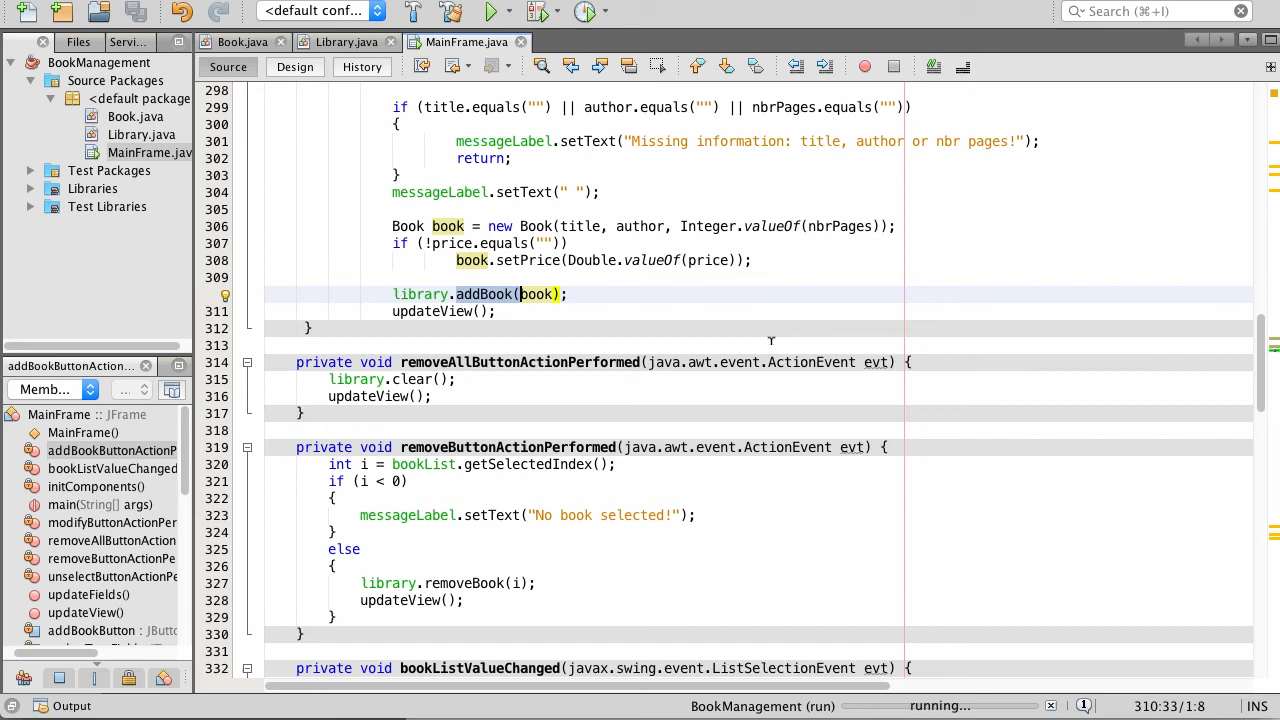 <default conf...
Search (⌘+I)
Files
Servi...
Book.java
Library.java
MainFrame.java
BookManagement
Source
Design
History
Source Packages
<default package
Book.java
Library.java
MainFrame.jav
Test Packages
Libraries
Test Libraries
298
299 if (title.equals("") || author.equals("") || nbrPages.equals(""))
300 {
301 messageLabel.setText("Missing information: title, author or nbr pages!");
302 return;
303 }
304 messageLabel.setText(" ");
305
306 Book book = new Book(title, author, Integer.valueOf(nbrPages));
307 if (!price.equals(""))
308 book.setPrice(Double.valueOf(price));
309
library.addBook(book);
311 updateView();
312 }
313
314 private void removeAllButtonActionPerformed(java.awt.event.ActionEvent evt) {
315 library.clear();
316 updateView();
317 }
318
319 private void removeButtonActionPerformed(java.awt.event.ActionEvent evt) {
320 int i = bookList.getSelectedIndex();
321 if (i < 0)
322 {
323 messageLabel.setText("No book selected!");
324 }
325 else
326 {
327 library.removeBook(i);
328 updateView();
329 }
330 }
331
332 private void bookListValueChanged(javax.swing.event.ListSelectionEvent evt) {
addBookButtonAction...
Memb...
...
MainFrame :: JFrame
MainFrame()
addBookButtonActionP
bookListValueChanged
initComponents()
main(String[] args)
modifyButtonActionPer
removeAllButtonAction
removeButtonActionPe
unselectButtonActionPe
updateFields()
updateView()
addBookButton : JButto
Output
BookManagement (run)
running...
1
310:33/1:8
INS